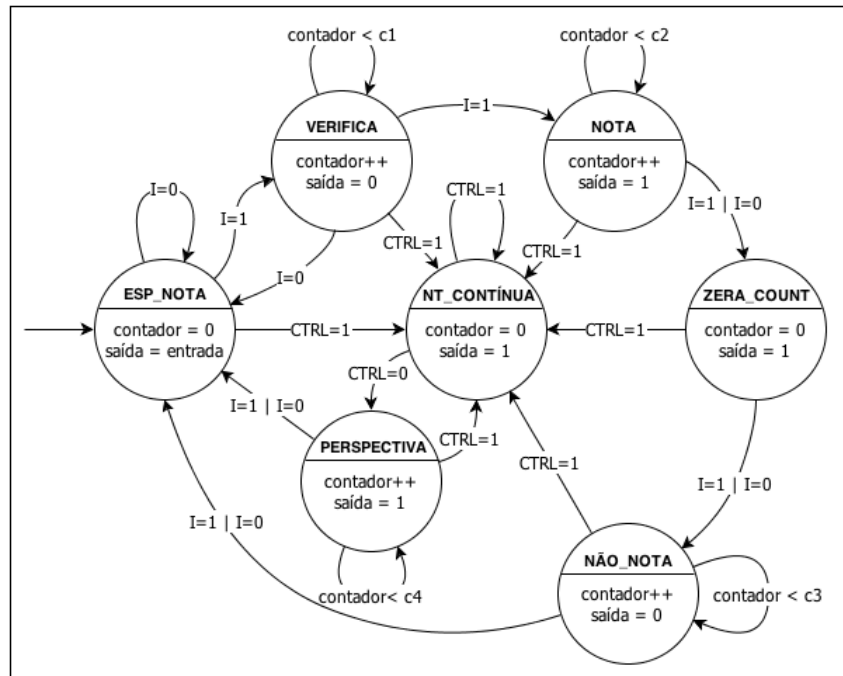 contador < c1
contador < c2
I=1
VERIFICA
contador++
saída = 0
NOTA
contador++
saída = 1
I=0
I=1
CTRL=1
CTRL=1
CTRL=1
I=1 | I=0
I=0
ESP_NOTA
contador = 0
saída = entrada
CTRL=1
NT_CONTÍNUA
contador = 0
saída = 1
CTRL=1
ZERA_COUNT
contador = 0
saída = 1
CTRL=0
I=1 | I=0
PERSPECTIVA
contador++
saída = 1
CTRL=1
CTRL=1
I=1 | I=0
I=1 | I=0
contador< c4
NÃO_NOTA
contador++
saída = 0
contador < c3